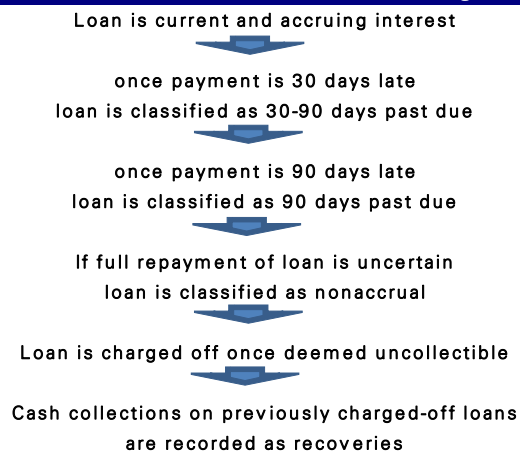 Loan is current and accruing interest
once payment is 30 days late
loan is classified as 30-90 days past due
once payment is 90 days late
loan is classified as 90 days past due
If full repayment of loan is uncertain
loan is classified as nonaccrual
Loan is charged off once deemed uncollectible
Cash collections on previously charged-off loans
are recorded as recoveries